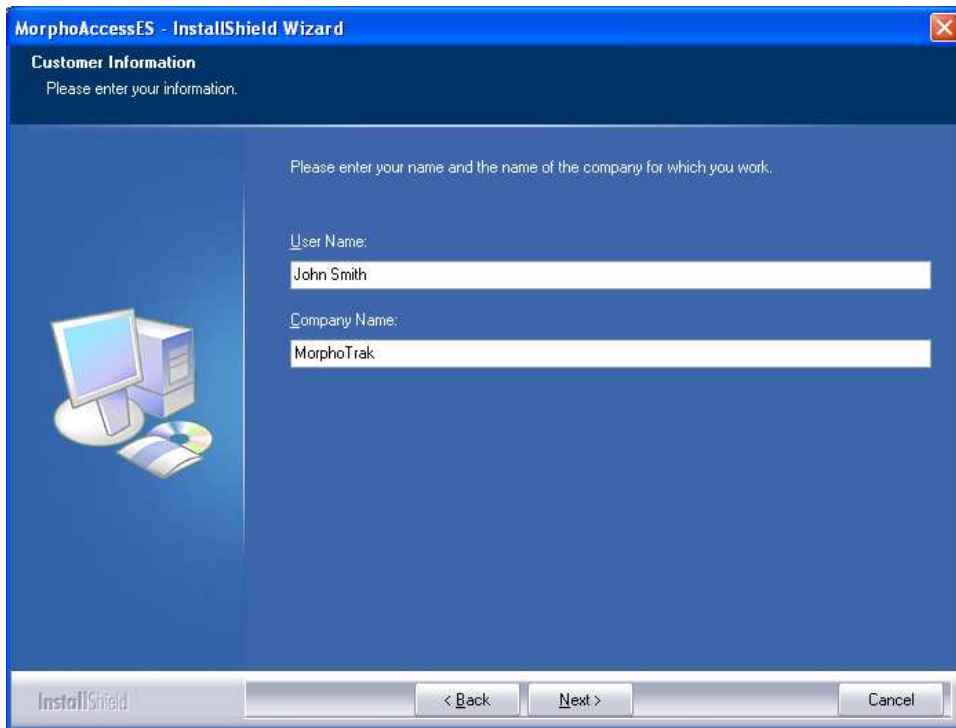 MorphoAccessES - InstallShield Wizard
Customer Information
Please enter your information.
Please enter your name and the name of the company for which you work.
User Name:
John Smith
Company Name:
MorphoTrak
InstallShield
< Back
Next >
Cancel